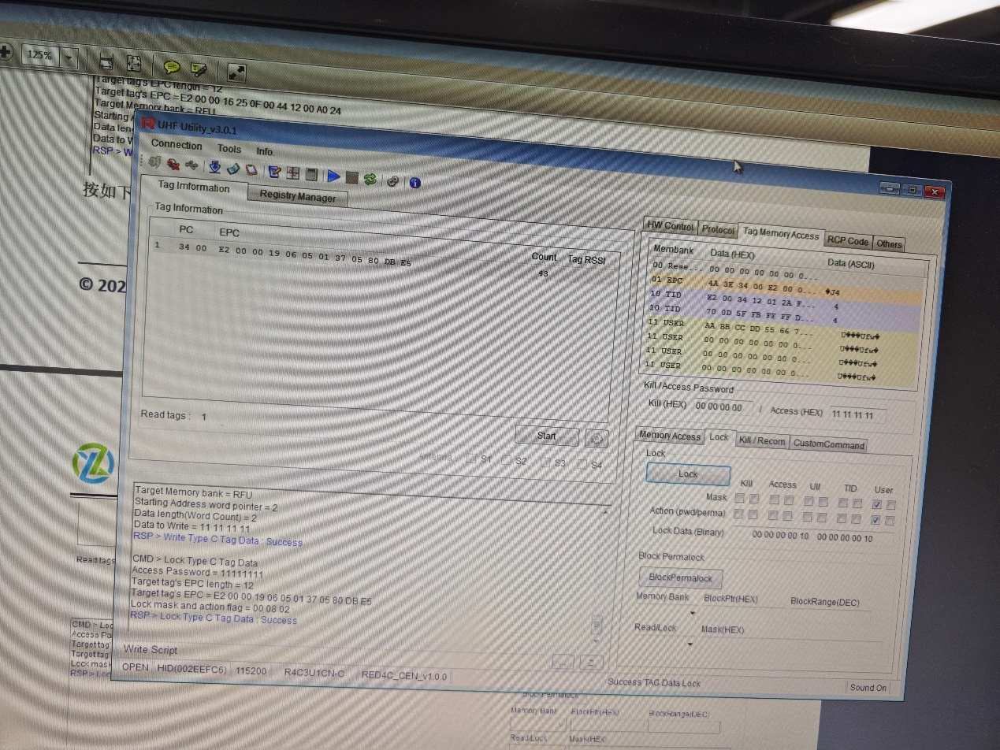 125%
Target tag's EPC length = 12
Target tag's EPC =E2 00 00 16 25 0F 00 44 12 00 A0 24
Target Memory bank = RFU
Starting
Data len
Data to W
RSP > W
按如下
© 202
UHF Utility_v3.0.1
Connection Tools Info.
Tag Imformation Registry Manager
Tag Information
PC EPC Count Tag RSSI
1 34 00 E2 00 00 19 06 05 01 37 05 80 DB E5 43
Read tags : 1
Start
S1 S2 S3 S4
Target Memory bank = RFU
Starting Address word pointer = 2
Data length(Word Count) = 2
Data to Write = 11 11 11 11
RSP > Write Type C Tag Data : Success
CMD > Lock Type C Tag Data
Access Password = 11111111
Target tag's EPC length = 12
Target tag's EPC = E2 00 00 19 06 05 01 37 05 80 DB E5
Lock mask and action flag = 00 08 02
RSP > Lock Type C Tag Data : Success
Write Script
OPEN HID(002EEFC6) 115200 R4C3U1CN-C RED4C_CEN_v1.0.0
Success TAG Data Lock
Sound On
HW Control Protocol Tag Memory Access RCP Code Others
Membank Data (HEX) Data (ASCII)
00 Rese... 00 00 00 00 00 00 0...
01 EPC 4A 3E 34 00 E2 00 0... �J4
10 TID E2 00 34 12 01 2A F... 4
10 TID 70 0D 5F FB FF FF D... 4
11 USER AA BB CC DD 55 66 7... U���Ufw�
11 USER 00 00 00 00 00 00 0... U���Ufw�
11 USER 00 00 00 00 00 00 0... U���Ufw�
11 USER 00 00 00 00 00 00 0... U���Ufw�
Kill / Access Password
Kill (HEX) 00 00 00 00 / Access (HEX) 11 11 11 11
Memory Access Lock Kill / Recom CustomCommand
Lock
Lock
Kill Access UII TID User
Mask
Action (pwd/perma)
Lock Data (Binary) 00 00 00 00 10 00 00 00 00 10
Block Permalock
BlockPermalock
Memory Bank BlockPtr(HEX) BlockRange(DEC)
Read/Lock Mask(HEX)
Read tags
CMD > Loc
Access Pa
Target tag
Target tag
Lock mask
RSP > Loc
BlockPermalock
Memory Bank BlockPtr(HEX) BlockRange(DEC)
Read/Lock Mask(HEX)